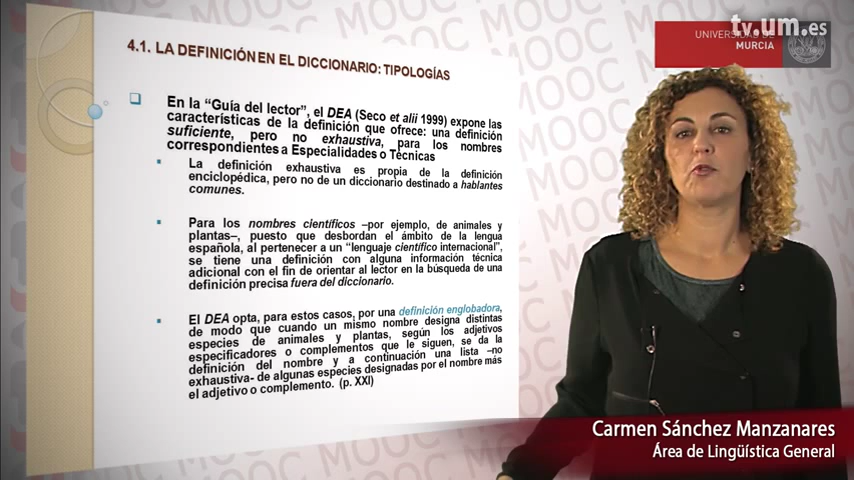 tv.um.es
UNIVERSIDAD DE
MURCIA
4.1. LA DEFINICIÓN EN EL DICCIONARIO: TIPOLOGÍAS
En la “Guía del lector”, el DEA (Seco et alii 1999) expone las
características de la definición que ofrece: una definición
suficiente, pero no exhaustiva, para los nombres
correspondientes a Especialidades o Técnicas
La definición exhaustiva es propia de la definición
enciclopédica, pero no de un diccionario destinado a hablantes
comunes.
Para los nombres científicos –por ejemplo, de animales y
plantas–, puesto que desbordan el ámbito de la lengua
española, al pertenecer a un “lenguaje científico internacional”,
se tiene una definición con alguna información técnica
adicional con el fin de orientar al lector en la búsqueda de una
definición precisa fuera del diccionario.
El DEA opta, para estos casos, por una definición englobadora,
de modo que cuando un mismo nombre designa distintas
especies de animales y plantas, según los adjetivos
especificadores o complementos que le siguen, se da la
definición del nombre y a continuación una lista –no
exhaustiva- de algunas especies designadas por el nombre más
el adjetivo o complemento. (p. XXI)
Carmen Sánchez Manzanares
Área de Lingüística General
MOOC MOOC MOOC